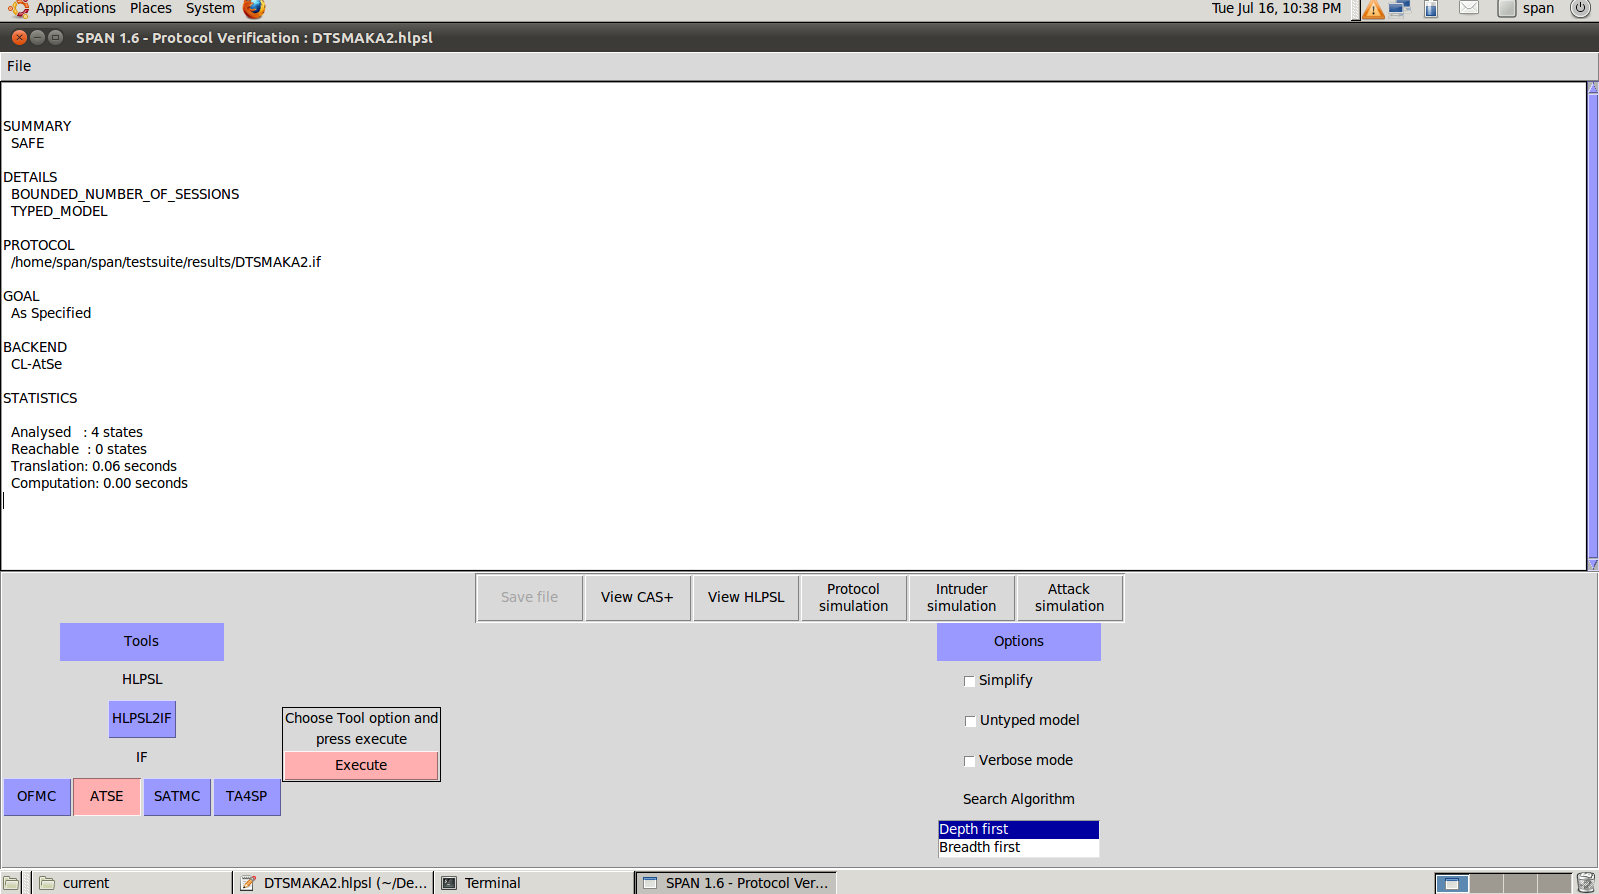 Applications Places System
Tue Jul 16, 10:38 PM span
SPAN 1.6 - Protocol Verification : DTSMAKA2.hlpsl
File
SUMMARY
SAFE
DETAILS
BOUNDED_NUMBER_OF_SESSIONS
TYPED_MODEL
PROTOCOL
/home/span/span/testsuite/results/DTSMAKA2.if
GOAL
As Specified
BACKEND
CL-AtSe
STATISTICS
Analysed : 4 states
Reachable : 0 states
Translation: 0.06 seconds
Computation: 0.00 seconds
Save file
View CAS+
View HLPSL
Protocol
simulation
Intruder
simulation
Attack
simulation
Tools
HLPSL
HLPSL2IF
IF
OFMC
ATSE
SATMC
TA4SP
Choose Tool option and
press execute
Execute
Options
Simplify
Untyped model
Verbose mode
Search Algorithm
Depth first
Breadth first
current
DTSMAKA2.hlpsl (~/De...
Terminal
SPAN 1.6 - Protocol Ver...